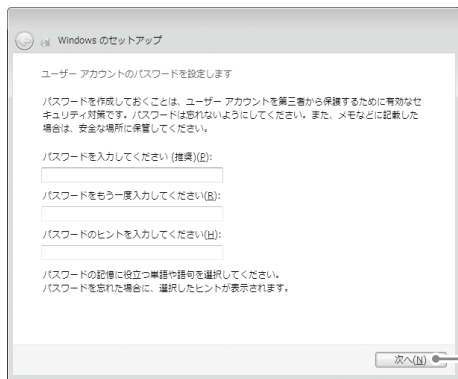 Windows のセットアップ
ユーザー アカウントのパスワードを設定します
パスワードを作成しておくことは、ユーザー アカウントを第三者から保護するために有効なセ
キュリティ対策です。パスワードは忘れないようにしてください。また、メモなどに記載した
場合は、安全な場所に保管してください。
パスワードを入力してください (推奨)(P):
パスワードをもう一度入力してください(R):
パスワードのヒントを入力してください(H):
パスワードの記憶に役立つ単語や語句を選択してください。
パスワードを忘れた場合に、選択したヒントが表示されます。
次へ(N)